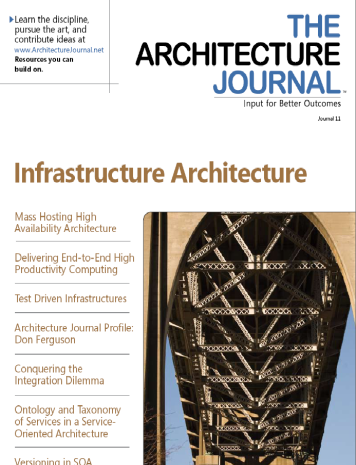 Learn the discipline,
pursue the art, and
contribute ideas at
www.ArchitectureJournal.net
Resources you can
build on.
THE
ARCHITECTURE
JOURNAL™
Input for Better Outcomes
Journal 11
Infrastructure Architecture
Mass Hosting High
Availability Architecture
Delivering End-to-End High
Productivity Computing
Test Driven Infrastructures
Architecture Journal Profile:
Don Ferguson
Conquering the
Integration Dilemma
Ontology and Taxonomy
of Services in a Service-
Oriented Architecture
Versioning in SOA